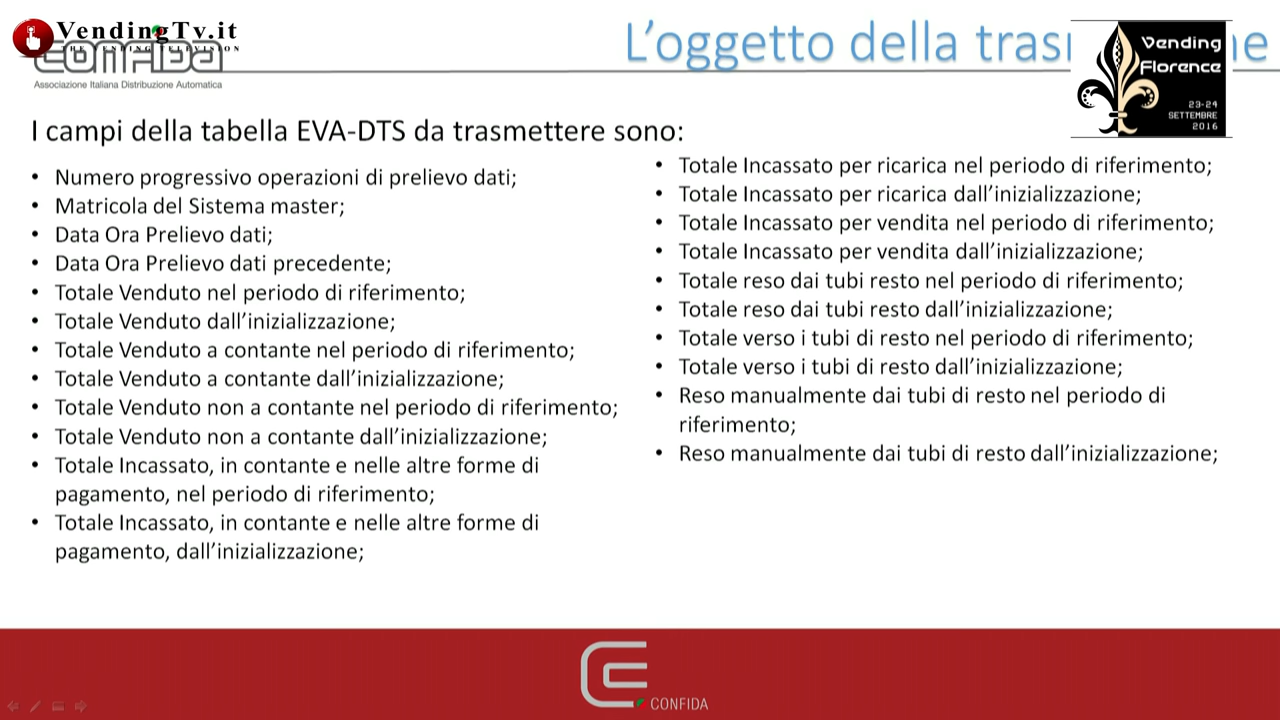 VendingTv.it
THE VENDING TELEVISION
CONFIDA
Associazione Italiana Distribuzione Automatica
L'oggetto della
Vending
Florence
23-24
SETTEMBRE
2016
I campi della tabella EVA-DTS da trasmettere sono:
• Numero progressivo operazioni di prelievo dati;
• Matricola del Sistema master;
• Data Ora Prelievo dati;
• Data Ora Prelievo dati precedente;
• Totale Venduto nel periodo di riferimento;
• Totale Venduto dall'inizializzazione;
• Totale Venduto a contante nel periodo di riferimento;
• Totale Venduto a contante dall'inizializzazione;
• Totale Venduto non a contante nel periodo di riferimento;
• Totale Venduto non a contante dall'inizializzazione;
• Totale Incassato, in contante e nelle altre forme di
pagamento, nel periodo di riferimento;
• Totale Incassato, in contante e nelle altre forme di
pagamento, dall'inizializzazione;
• Totale Incassato per ricarica nel periodo di riferimento;
• Totale Incassato per ricarica dall'inizializzazione;
• Totale Incassato per vendita nel periodo di riferimento;
• Totale Incassato per vendita dall'inizializzazione;
• Totale reso dai tubi resto nel periodo di riferimento;
• Totale reso dai tubi resto dall'inizializzazione;
• Totale verso i tubi di resto nel periodo di riferimento;
• Totale verso i tubi di resto dall'inizializzazione;
• Reso manualmente dai tubi di resto nel periodo di
riferimento;
• Reso manualmente dai tubi di resto dall'inizializzazione;
CONFIDA